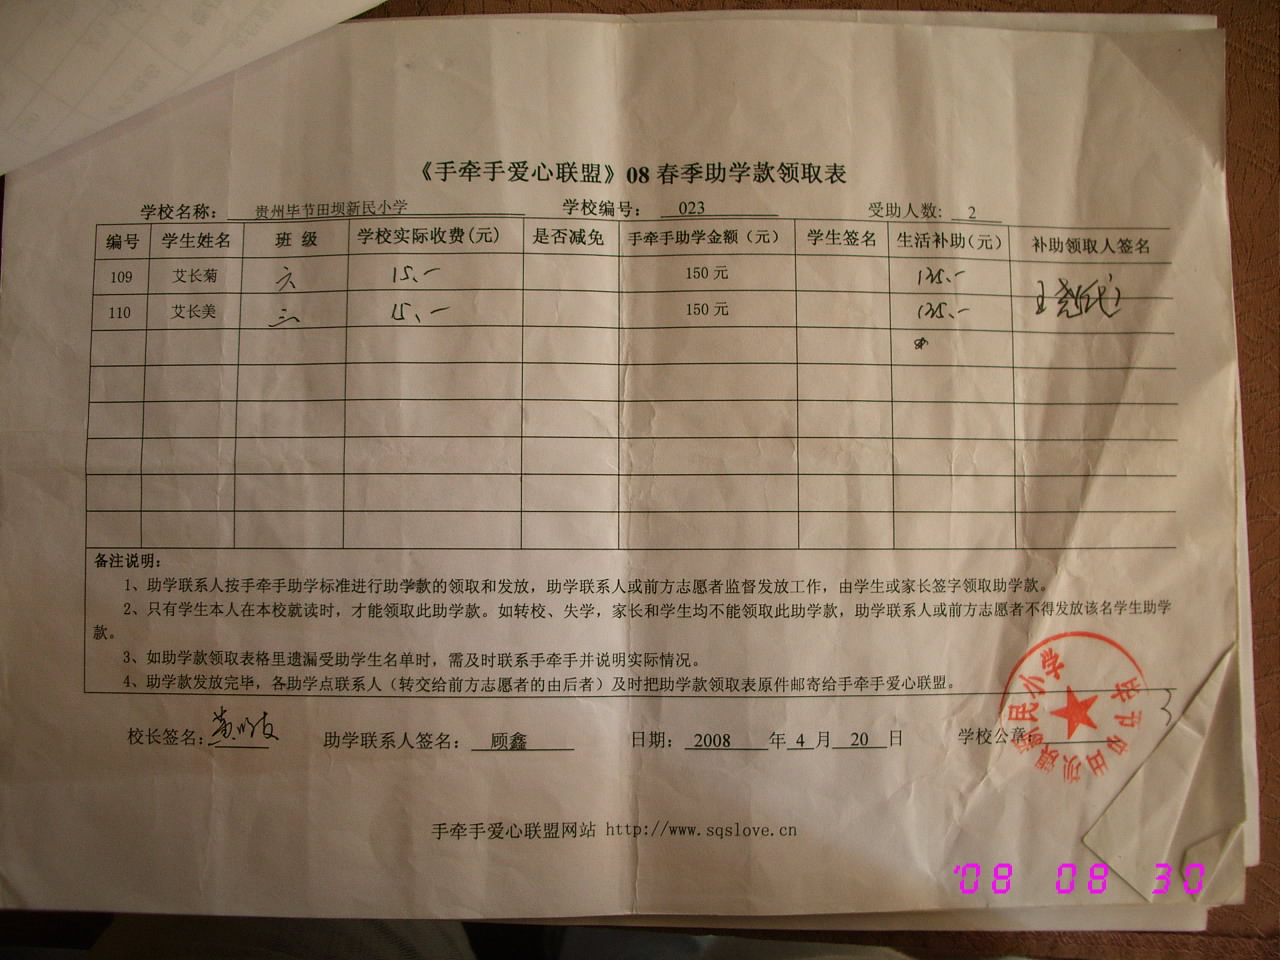 《手牵手爱心联盟》08 春季助学款领取表
学校名称: 贵州毕节田坝新民小学 学校编号: 023 受助人数: 2
编号 学生姓名 班 级 学校实际收费(元) 是否减免 手牵手助学金额（元） 学生签名 生活补助(元) 补助领取人签名
109 艾长菊 六 15.— 150 元 135.—
110 艾长美 三 15.— 150 元 135.—
备注说明:
1、助学联系人按手牵手助学标准进行助学款的领取和发放，助学联系人或前方志愿者监督发放工作，由学生或家长签字领取助学款。
2、只有学生本人在本校就读时，才能领取此助学款。如转校、失学，家长和学生均不能领取此助学款，助学联系人或前方志愿者不得发放该名学生助学
款。
3、如助学款领取表格里遗漏受助学生名单时，需及时联系手牵手并说明实际情况。
4、助学款发放完毕，各助学点联系人（转交给前方志愿者的由后者）及时把助学款领取表原件邮寄给手牵手爱心联盟。
校长签名: 助学联系人签名: 顾鑫 日期: 2008 年 4 月 20 日 学校公章:
手牵手爱心联盟网站 http://www.sqslove.cn
'08 08 30